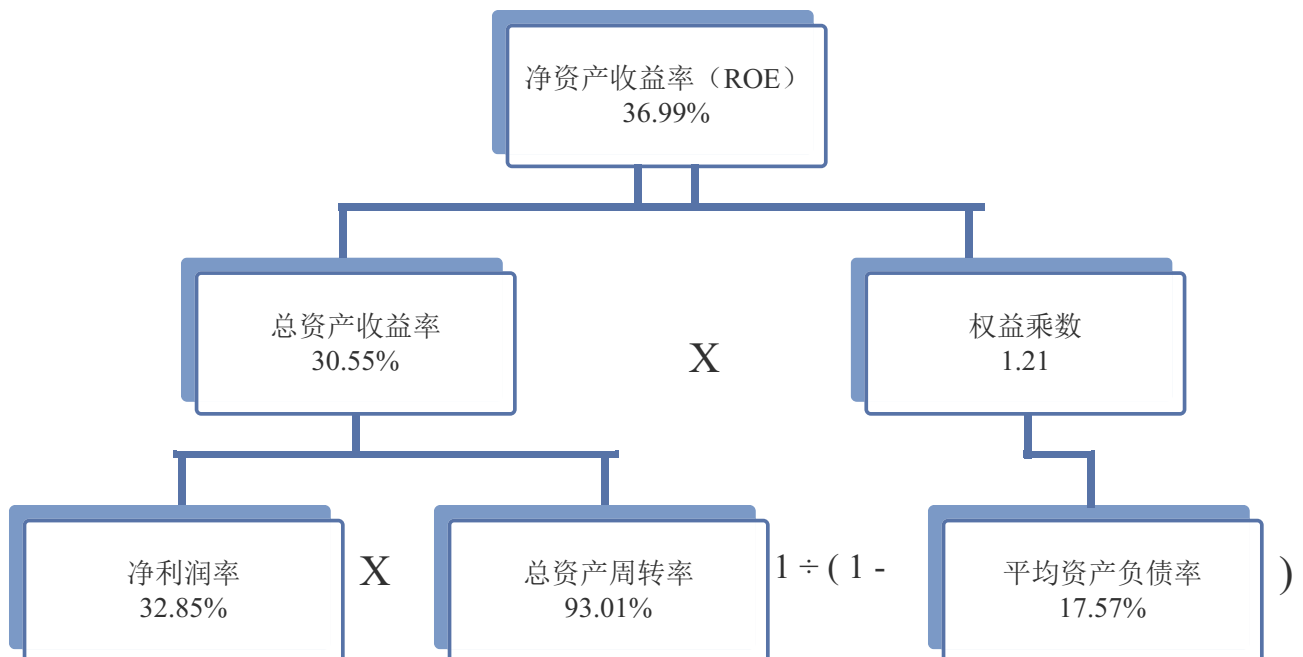 净资产收益率（ROE）
36.99%
总资产收益率
30.55%
X
权益乘数
1.21
净利润率
32.85%
X
总资产周转率
93.01%
1 ÷ ( 1 -
平均资产负债率
17.57%
)